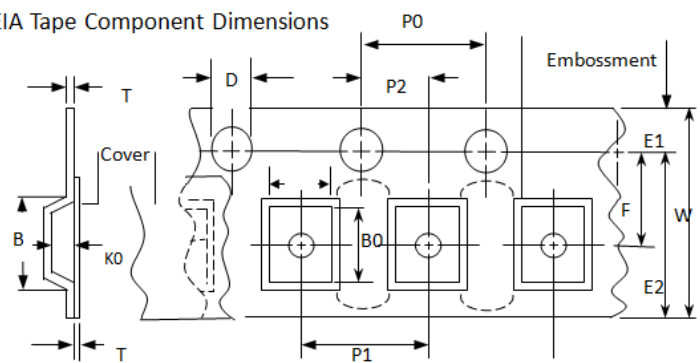 EIA Tape Component Dimensions
P0
Embossment
D
P2
T
E1
Cover
F
W
B
B0
K0
E2
T
P1